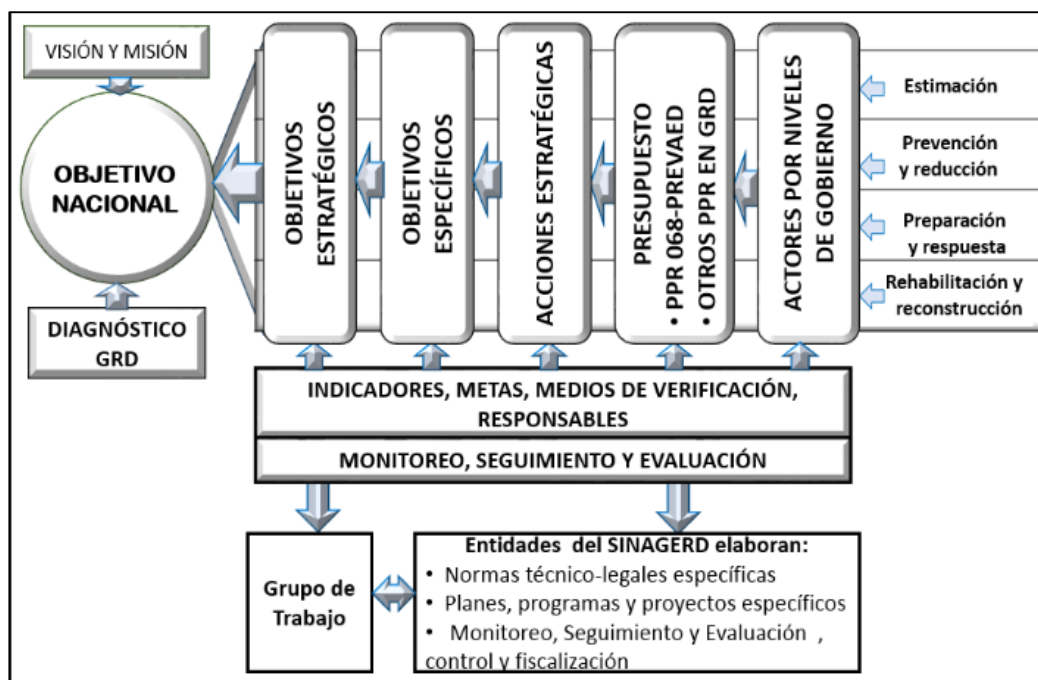 VISIÓN Y MISIÓN
OBJETIVO
NACIONAL
DIAGNÓSTICO
GRD
OBJETIVOS
ESTRATÉGICOS
OBJETIVOS
ESPECÍFICOS
ACCIONES ESTRATÉGICAS
PRESUPUESTO
• PPR 068-PREVAED
• OTROS PPR EN GRD
ACTORES POR NIVELES
DE GOBIERNO
Estimación
Prevención
y reducción
Preparación
y respuesta
Rehabilitación y
reconstrucción
INDICADORES, METAS, MEDIOS DE VERIFICACIÓN,
RESPONSABLES
MONITOREO, SEGUIMIENTO Y EVALUACIÓN
Grupo de
Trabajo
Entidades del SINAGERD elaboran:
• Normas técnico-legales específicas
• Planes, programas y proyectos específicos
• Monitoreo, Seguimiento y Evaluación ,
control y fiscalización